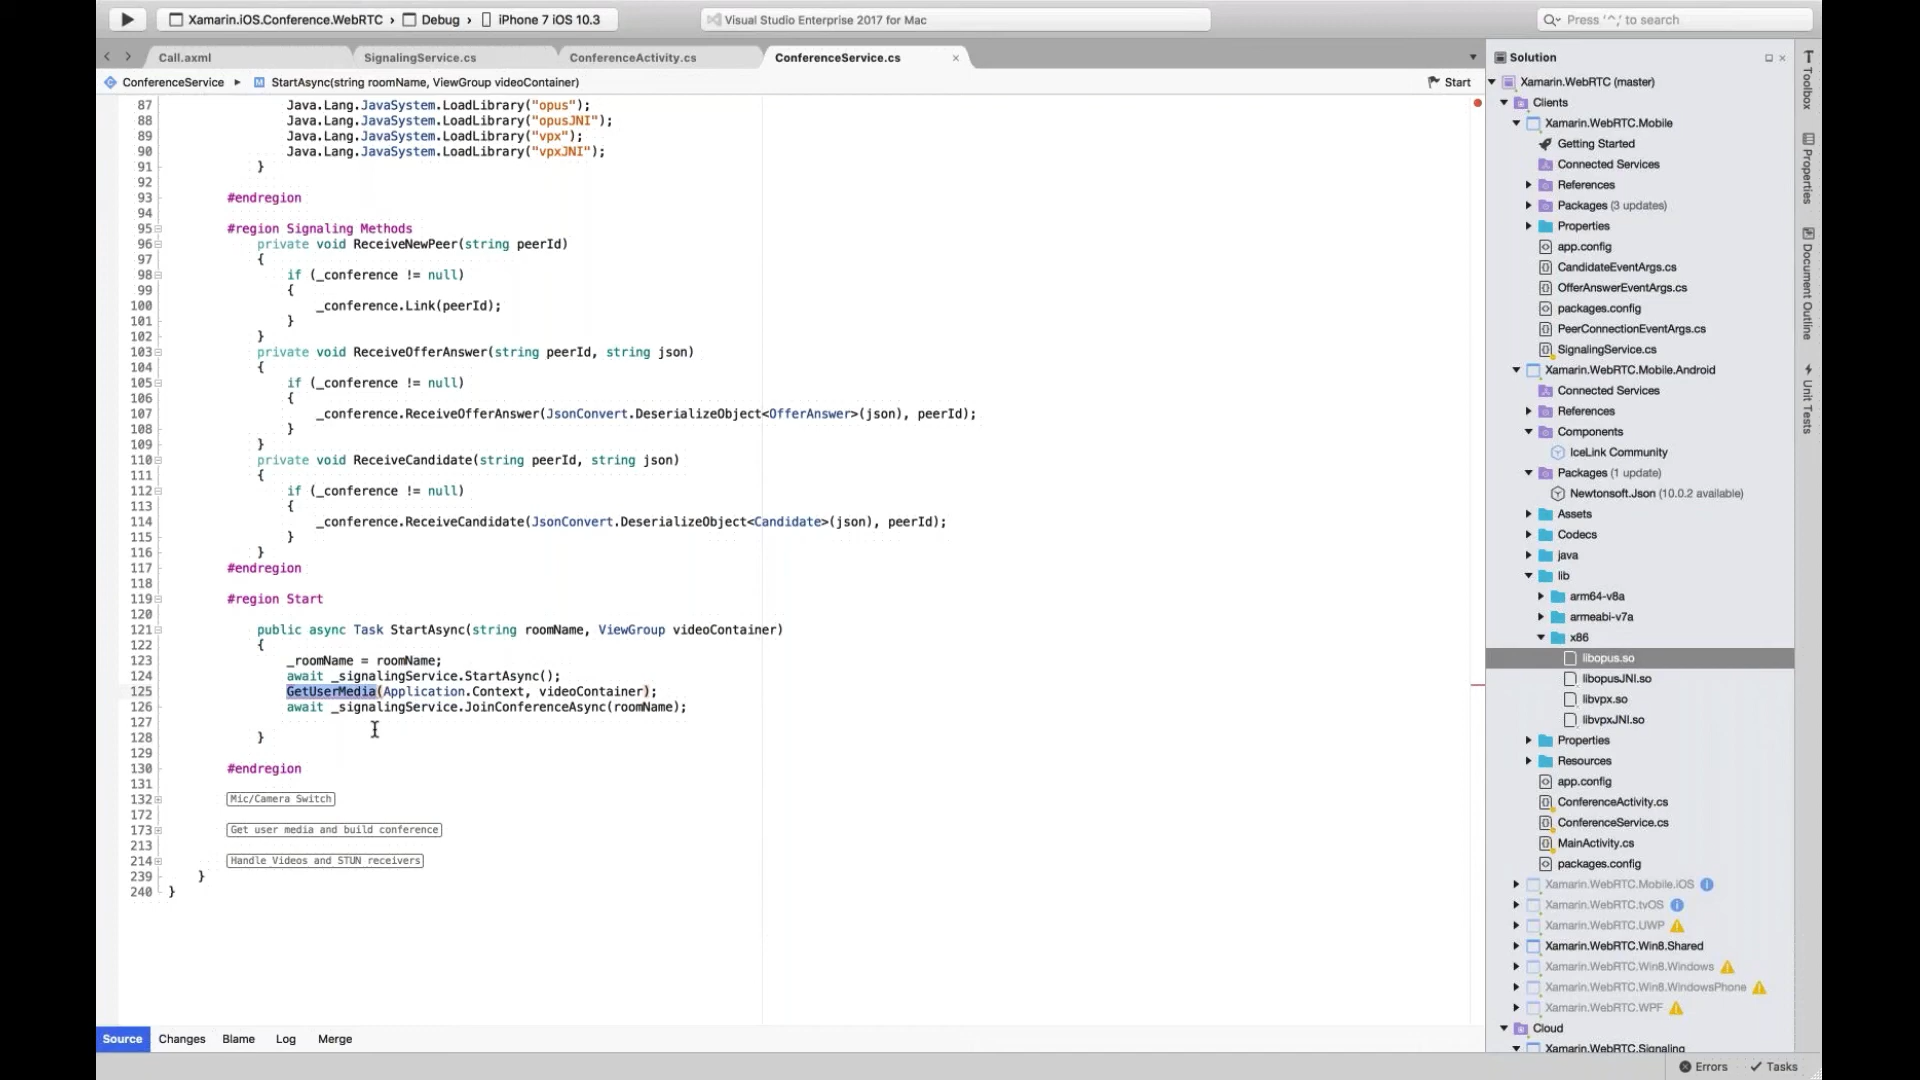 Xamarin.iOS.Conference.WebRTC › Debug › iPhone 7 iOS 10.3
Visual Studio Enterprise 2017 for Mac
Press '^,' to search
Call.axml
SignalingService.cs
ConferenceActivity.cs
ConferenceService.cs
ConferenceService ▸ M StartAsync(string roomName, ViewGroup videoContainer)
Start
87 Java.Lang.JavaSystem.LoadLibrary("opus");
88 Java.Lang.JavaSystem.LoadLibrary("opusJNI");
89 Java.Lang.JavaSystem.LoadLibrary("vpx");
90 Java.Lang.JavaSystem.LoadLibrary("vpxJNI");
91 }
92
93 #endregion
94
95 #region Signaling Methods
96 private void ReceiveNewPeer(string peerId)
97 {
98 if (_conference != null)
99 {
100 _conference.Link(peerId);
101 }
102 }
103 private void ReceiveOfferAnswer(string peerId, string json)
104 {
105 if (_conference != null)
106 {
107 _conference.ReceiveOfferAnswer(JsonConvert.DeserializeObject<OfferAnswer>(json), peerId);
108 }
109 }
110 private void ReceiveCandidate(string peerId, string json)
111 {
112 if (_conference != null)
113 {
114 _conference.ReceiveCandidate(JsonConvert.DeserializeObject<Candidate>(json), peerId);
115 }
116 }
117 #endregion
118
119 #region Start
120
121 public async Task StartAsync(string roomName, ViewGroup videoContainer)
122 {
123 _roomName = roomName;
124 await _signalingService.StartAsync();
125 GetUserMedia(Application.Context, videoContainer);
126 await _signalingService.JoinConferenceAsync(roomName);
127
128 }
129
130 #endregion
131
132 Mic/Camera Switch
172
173 Get user media and build conference
213
214 Handle Videos and STUN receivers
239 }
240 }
Source Changes Blame Log Merge
Solution
Xamarin.WebRTC (master)
Clients
Xamarin.WebRTC.Mobile
Getting Started
Connected Services
References
Packages (3 updates)
Properties
app.config
CandidateEventArgs.cs
OfferAnswerEventArgs.cs
packages.config
PeerConnectionEventArgs.cs
SignalingService.cs
Xamarin.WebRTC.Mobile.Android
Connected Services
References
Components
IceLink Community
Packages (1 update)
Newtonsoft.Json (10.0.2 available)
Assets
Codecs
java
lib
arm64-v8a
armeabi-v7a
x86
libopus.so
libopusJNI.so
libvpx.so
libvpxJNI.so
Properties
Resources
app.config
ConferenceActivity.cs
ConferenceService.cs
MainActivity.cs
packages.config
Xamarin.WebRTC.Mobile.iOS
Xamarin.WebRTC.tvOS
Xamarin.WebRTC.UWP
Xamarin.WebRTC.Win8.Shared
Xamarin.WebRTC.Win8.Windows
Xamarin.WebRTC.Win8.WindowsPhone
Xamarin.WebRTC.WPF
Cloud
Xamarin.WebRTC.Signaling
Toolbox
Properties
Document Outline
Unit Tests
Errors
Tasks